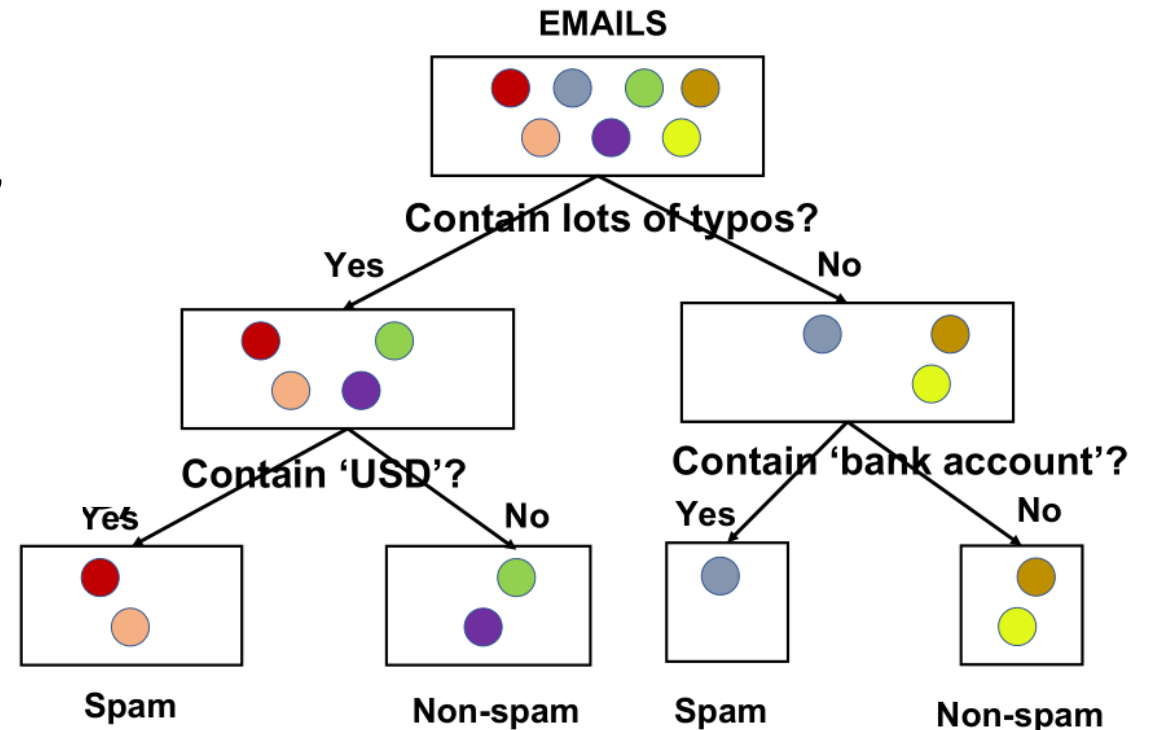 EMAILS
Contain lots of typos?
Yes
No
Contain ‘USD’?
Contain ‘bank account’?
Yes
No
Yes
No
Spam
Non-spam
Spam
Non-spam